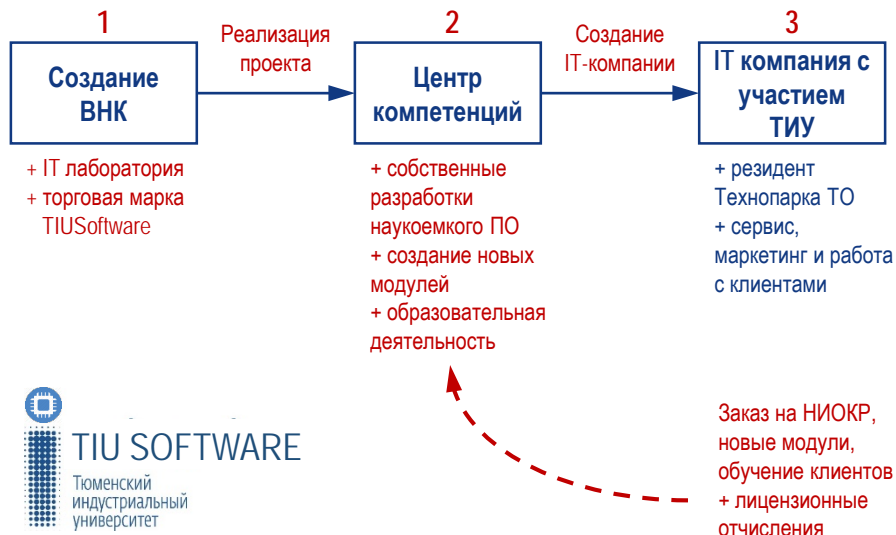 1
Создание
ВНК
+ IT лаборатория
+ торговая марка
TIUSoftware
Реализация
проекта
2
Центр
компетенций
+ собственные
разработки
наукоемкого ПО
+ создание новых
модулей
+ образовательная
деятельность
Создание
IT-компании
3
IT компания с
участием
ТИУ
+ резидент
Технопарка ТО
+ сервис,
маркетинг и работа
с клиентами
Заказ на НИОКР,
новые модули,
обучение клиентов
+ лицензионные
отчисления
TIU SOFTWARE
Тюменский
индустриальный
университет